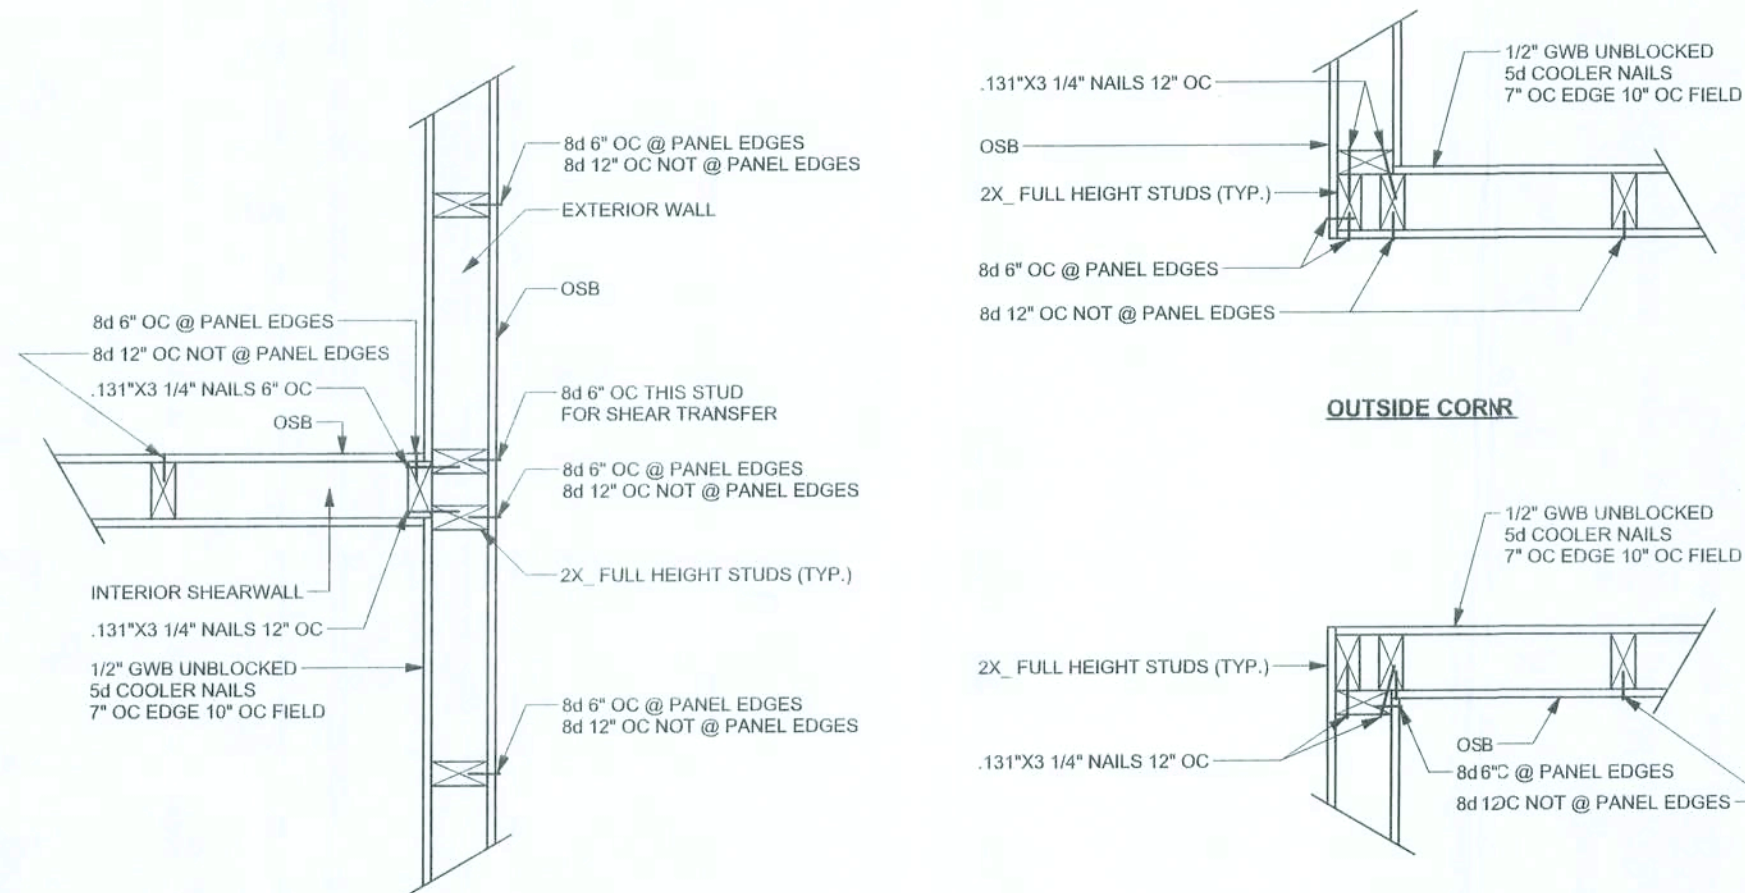 8d 6" OC @ PANEL EDGES
8d 12" OC NOT @ PANEL EDGES
EXTERIOR WALL
OSB
8d 6" OC @ PANEL EDGES
8d 12" OC NOT @ PANEL EDGES
.131"X3 1/4" NAILS 6" OC
OSB
8d 6" OC THIS STUD
FOR SHEAR TRANSFER
8d 6" OC @ PANEL EDGES
8d 12" OC NOT @ PANEL EDGES
2X_ FULL HEIGHT STUDS (TYP.)
INTERIOR SHEARWALL
.131"X3 1/4" NAILS 12" OC
1/2" GWB UNBLOCKED
5d COOLER NAILS
7" OC EDGE 10" OC FIELD
8d 6" OC @ PANEL EDGES
8d 12" OC NOT @ PANEL EDGES
.131"X3 1/4" NAILS 12" OC
1/2" GWB UNBLOCKED
5d COOLER NAILS
7" OC EDGE 10" OC FIELD
OSB
2X_ FULL HEIGHT STUDS (TYP.)
8d 6" OC @ PANEL EDGES
8d 12" OC NOT @ PANEL EDGES
OUTSIDE CORNR
1/2" GWB UNBLOCKED
5d COOLER NAILS
7" OC EDGE 10" OC FIELD
2X_ FULL HEIGHT STUDS (TYP.)
.131"X3 1/4" NAILS 12" OC
OSB
8d 6"C @ PANEL EDGES
8d 12OC NOT @ PANEL EDGES